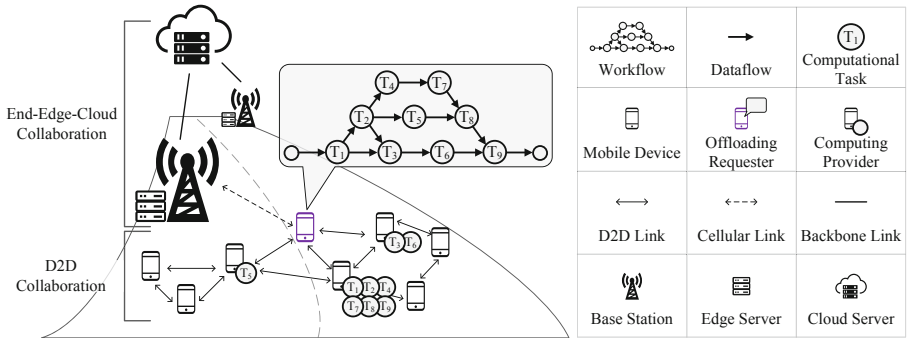 End-Edge-Cloud
Collaboration
D2D
Collaboration
T4
T7
T2
T5
T8
T1
T3
T6
T9
T3
T6
T5
T1
T2
T4
T7
T8
T9
T1
Workflow
Dataflow
Computational
Task
Mobile Device
Offloading
Requester
Computing
Provider
D2D Link
Cellular Link
Backbone Link
Base Station
Edge Server
Cloud Server